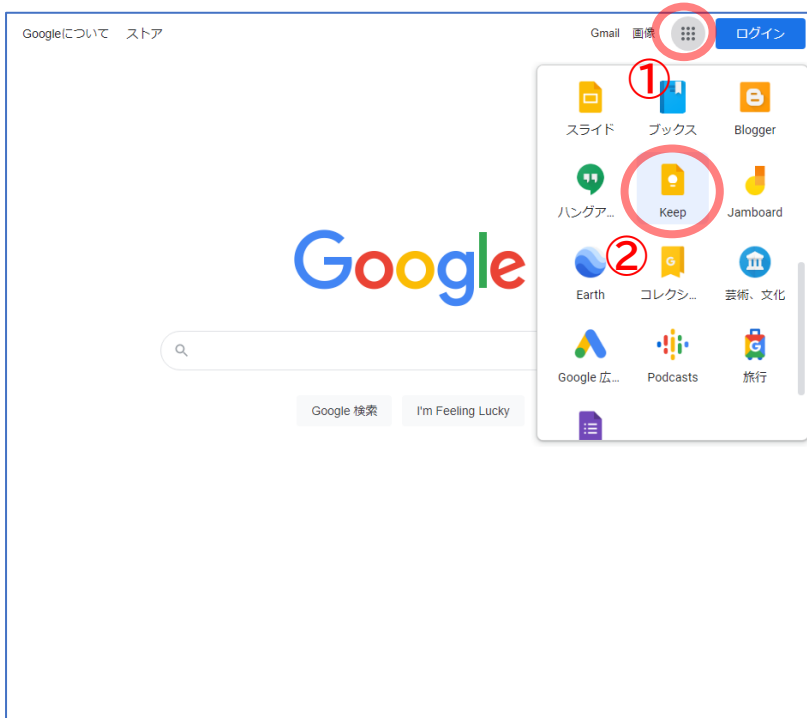 Googleについて ストア Gmail 画像 ログイン
①
スライド ブックス Blogger
ハングア... Keep Jamboard
②
Earth コレクシ... 芸術、文化
Google
Google 広... Podcasts 旅行
Google 検索 I'm Feeling Lucky